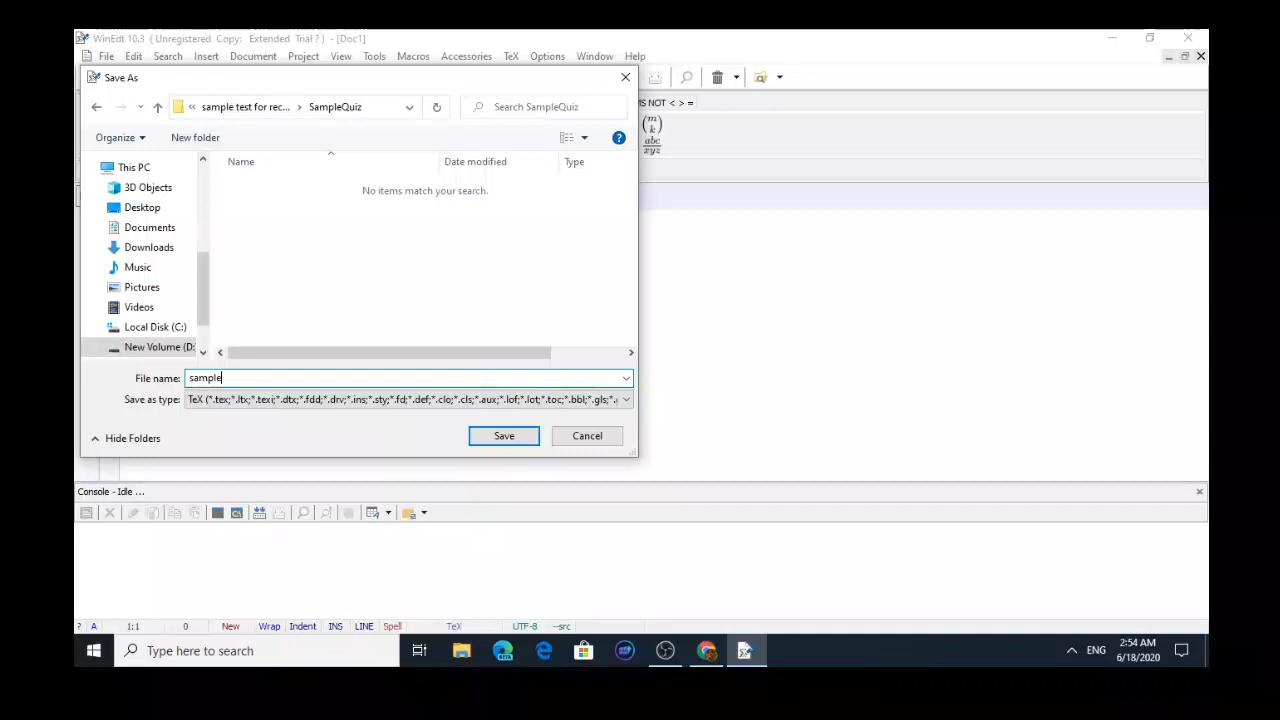 WinEdt 10.3 ( Unregistered Copy: Extended Trial ? ) - [Doc1]
File Edit Search Insert Document Project View Tools Macros Accessories TeX Options Window Help
Save As
« sample test for rec... > SampleQuiz
Search SampleQuiz
IS NOT < > =
m
k
abc
xyz
Organize New folder ?
Name Date modified Type
No items match your search.
This PC
3D Objects
Desktop
Documents
Downloads
Music
Pictures
Videos
Local Disk (C:)
New Volume (D:
File name: sample
Save as type: TeX (*.tex;*.ltx;*.texi;*.dtx;*.fdd;*.drv;*.ins;*.sty;*.fd;*.def;*.clo;*.cls;*.aux;*.lof;*.lot;*.toc;*.bbl;*.gls;*.
Hide Folders Save Cancel
Console - Idle ...
? A 1:1 0 New Wrap Indent INS LINE Spell TeX UTF-8 --src
Type here to search
ENG
2:54 AM
6/18/2020